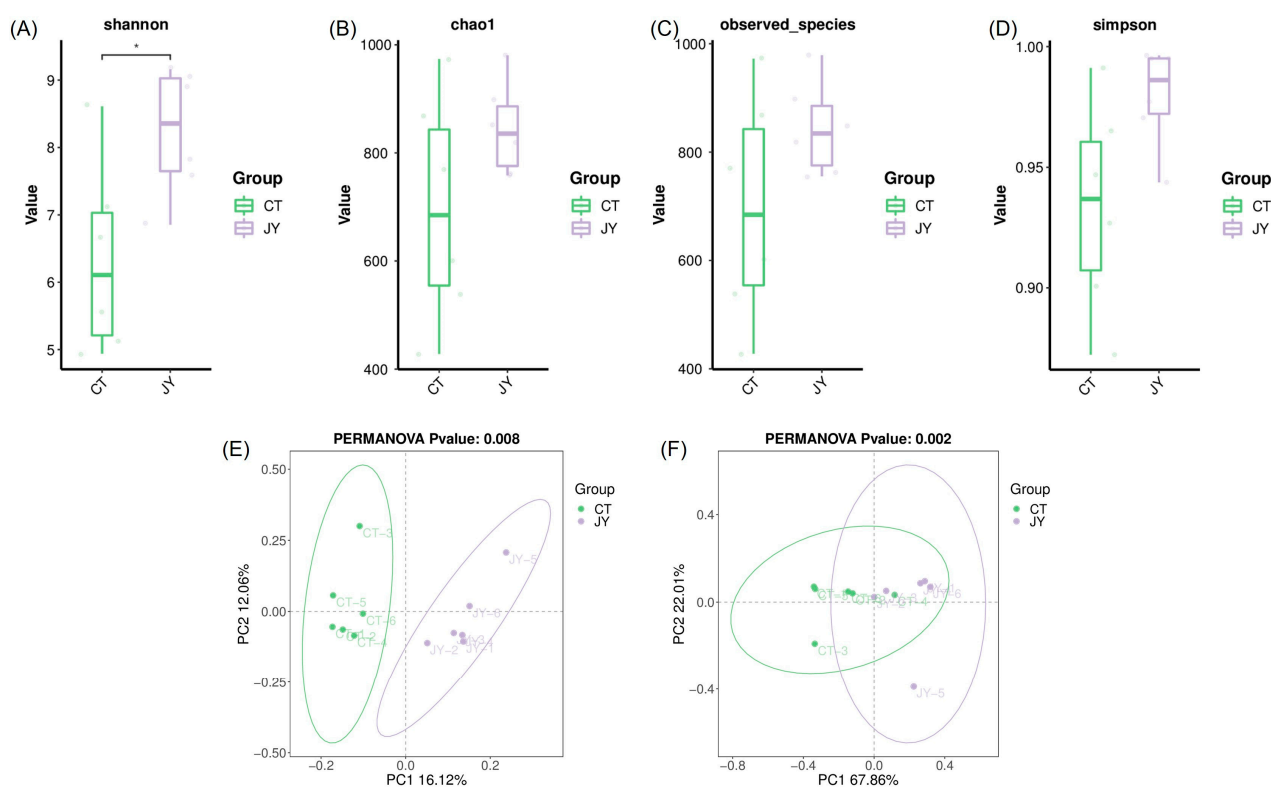 (A)
shannon
*
Value
9
8
7
6
5
CT
JY
Group
CT
JY
(B)
chao1
Value
1000
800
600
400
CT
JY
Group
CT
JY
(C)
observed_species
Value
1000
800
600
400
CT
JY
Group
CT
JY
(D)
simpson
Value
1.00
0.95
0.90
CT
JY
Group
CT
JY
(E)
PERMANOVA Pvalue: 0.008
PC2 12.06%
0.50
0.25
0.00
−0.25
−0.50
CT−3
CT−5
CT−6
CT−4
JY−5
JY−6
JY−2
JY−1
−0.2
0.0
0.2
PC1 16.12%
Group
CT
JY
(F)
PERMANOVA Pvalue: 0.002
PC2 22.01%
0.4
0.0
−0.4
CT−4
CT−3
JY−5
−0.8
−0.4
0.0
0.4
PC1 67.86%
Group
CT
JY